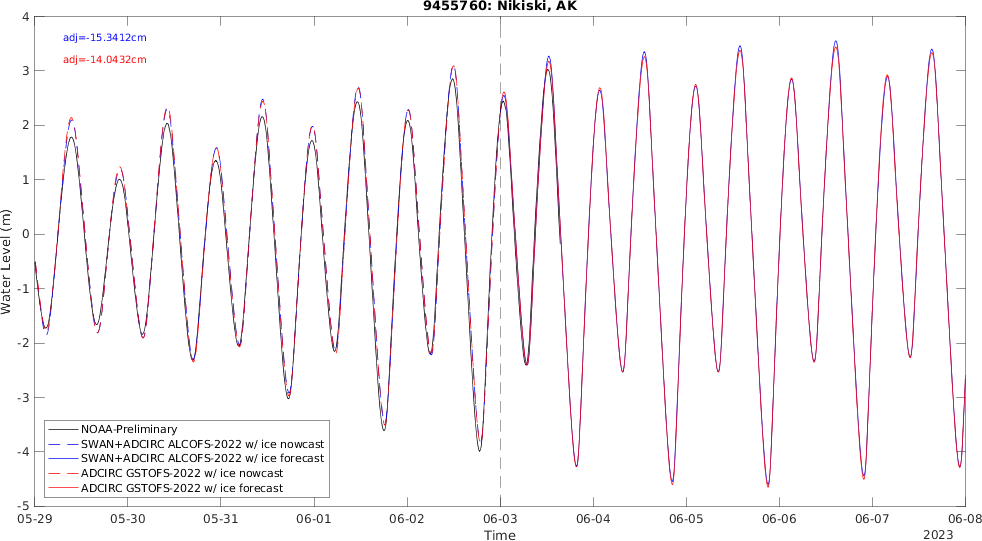 9455760: Nikiski, AK
adj=-15.3412cm
adj=-14.0432cm
Water Level (m)
4
3
2
1
0
-1
-2
-3
-4
-5
NOAA-Preliminary
SWAN+ADCIRC ALCOFS-2022 w/ ice nowcast
SWAN+ADCIRC ALCOFS-2022 w/ ice forecast
ADCIRC GSTOFS-2022 w/ ice nowcast
ADCIRC GSTOFS-2022 w/ ice forecast
05-29 05-30 05-31 06-01 06-02 06-03 06-04 06-05 06-06 06-07 06-08
Time
2023